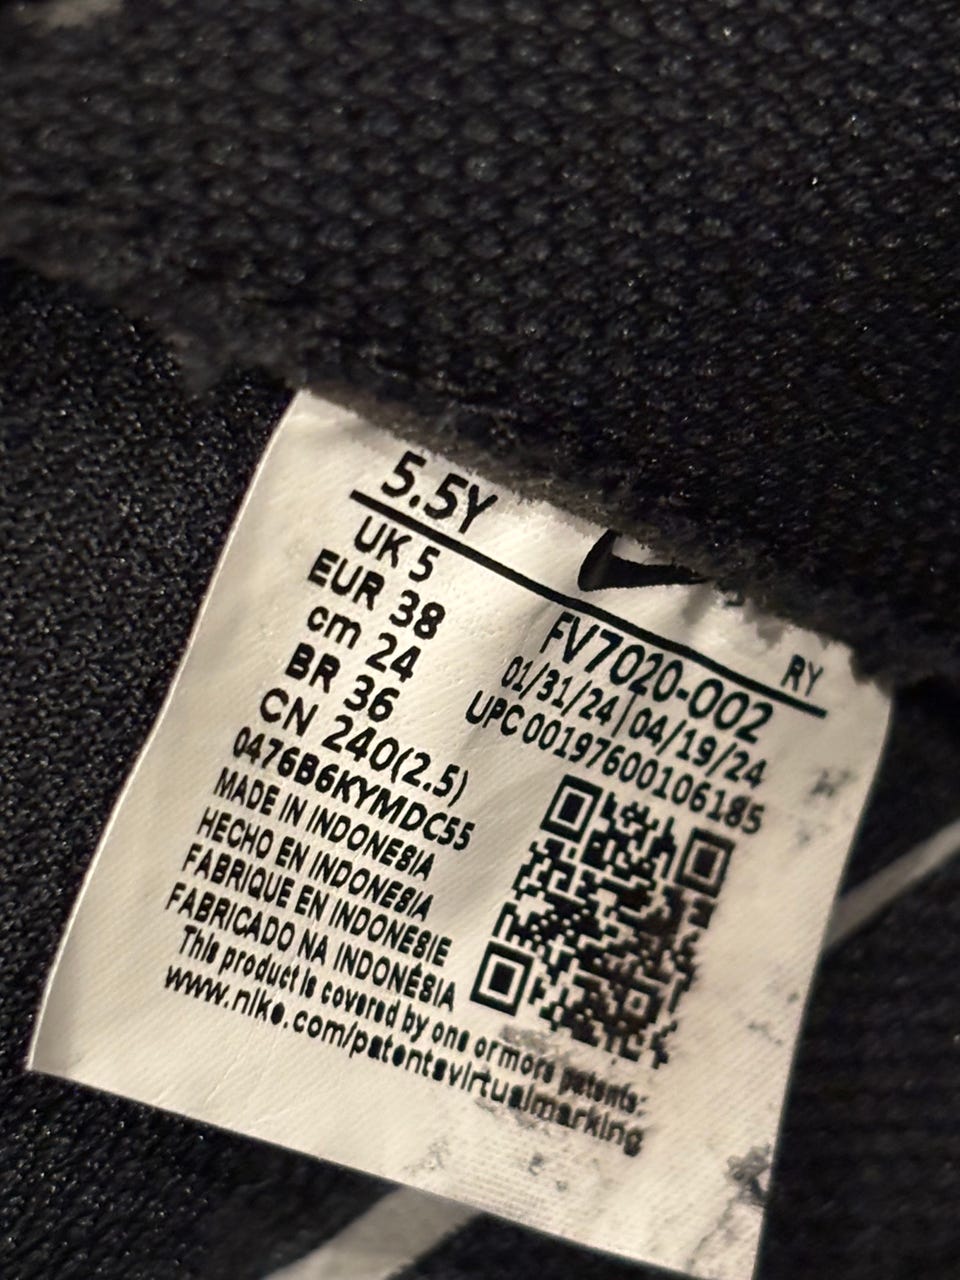 5.5Y
UK 5
EUR 38
cm 24
BR 36
CN 240(2.5)
0476B6KYMDC55
MADE IN INDONESIA
HECHO EN INDONESIA
FABRIQUE EN INDONESIE
FABRICADO NA INDONÉSIA
This product is covered by one or more patents:
www.nike.com/patentsvirtualmarking
RY
FV7020-002
01/31/24|04/19/24
UPC 00197600106185